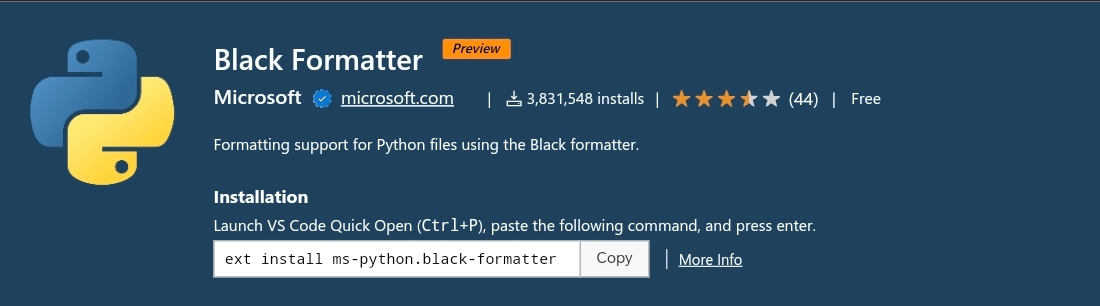 Black Formatter Preview
Microsoft microsoft.com | 3,831,548 installs | (44) | Free
Formatting support for Python files using the Black formatter.
Installation
Launch VS Code Quick Open (Ctrl+P), paste the following command, and press enter.
ext install ms-python.black-formatter Copy | More Info